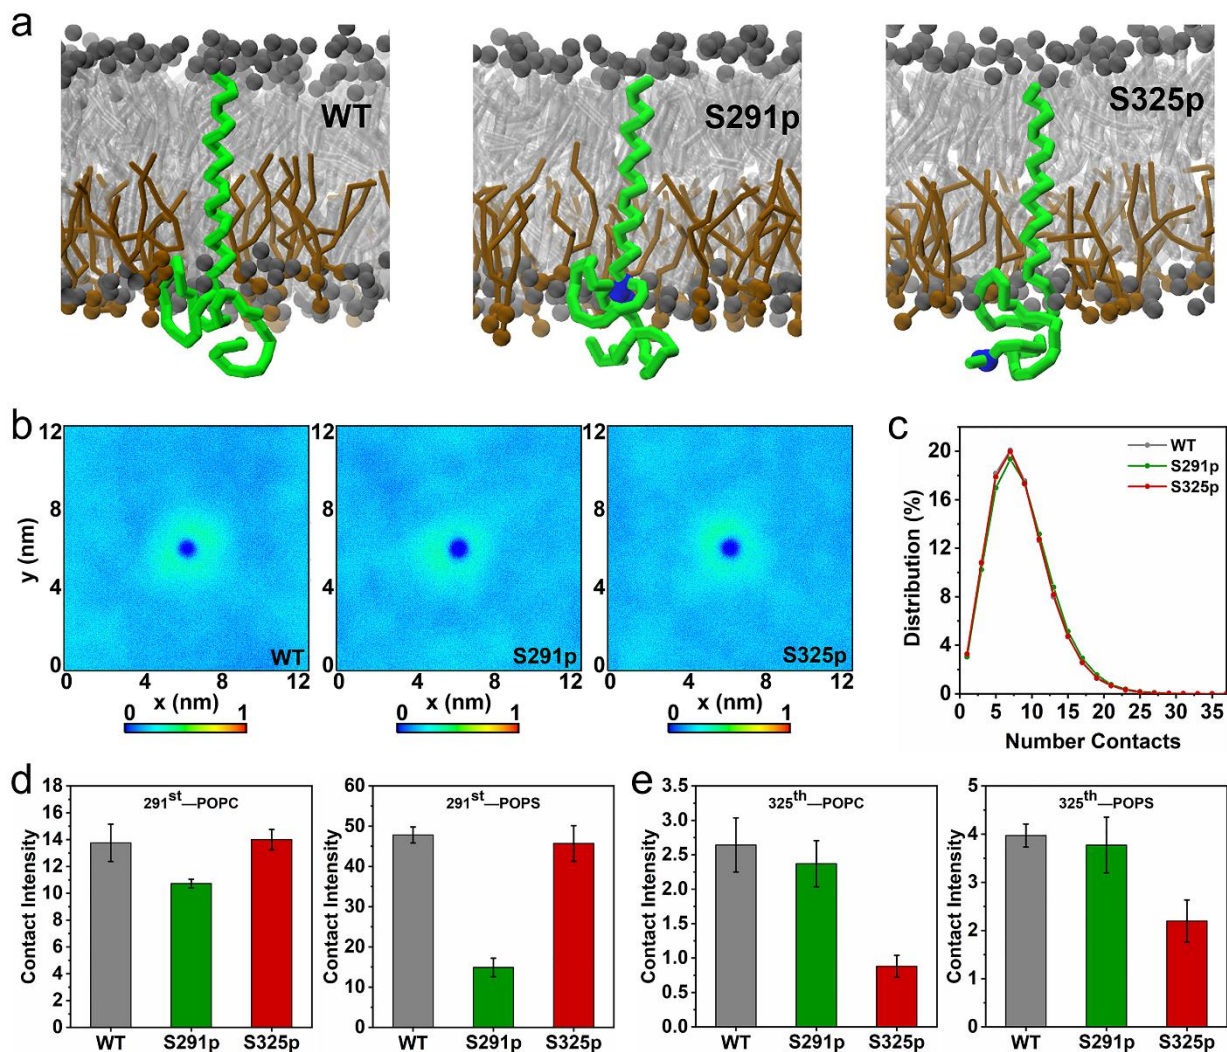 a
WT
S291p
S325p
b
12
8
4
0
y (nm)
WT
0 4 8 12
x (nm)
0 1
12
8
4
0
S291p
0 4 8 12
x (nm)
0 1
12
8
4
0
S325p
0 4 8 12
x (nm)
0 1
c
20
16
12
8
4
0
Distribution (%)
WT
S291p
S325p
0 5 10 15 20 25 30 35
Number Contacts
d
18
16
14
12
10
8
6
4
2
0
Contact Intensity
291st—POPC
WT S291p S325p
60
50
40
30
20
10
0
Contact Intensity
291st—POPS
WT S291p S325p
e
3.5
3.0
2.5
2.0
1.5
1.0
0.5
0.0
Contact Intensity
325th—POPC
WT S291p S325p
5
4
3
2
1
0
Contact Intensity
325th—POPS
WT S291p S325p